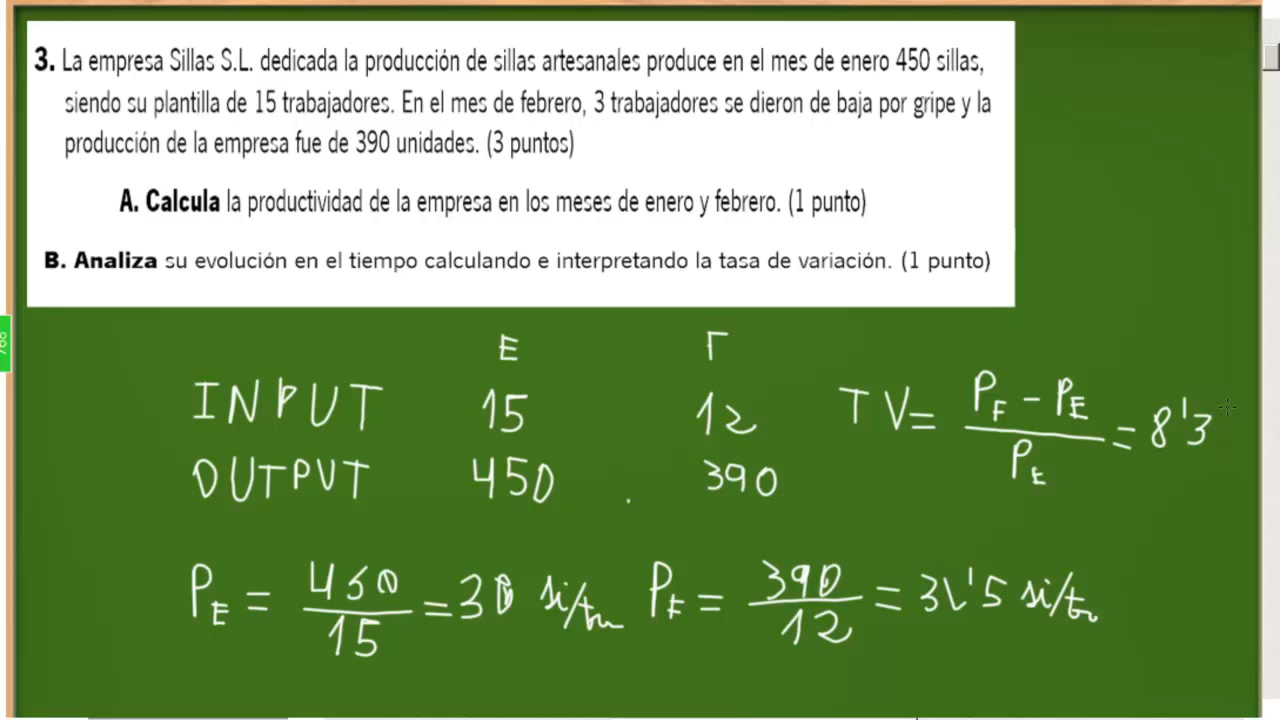 3. La empresa Sillas S.L. dedicada la producción de sillas artesanales produce en el mes de enero 450 sillas,
siendo su plantilla de 15 trabajadores. En el mes de febrero, 3 trabajadores se dieron de baja por gripe y la
producción de la empresa fue de 390 unidades. (3 puntos)
A. Calcula la productividad de la empresa en los meses de enero y febrero. (1 punto)
B. Analiza su evolución en el tiempo calculando e interpretando la tasa de variación. (1 punto)
E F
INPUT 15 12
OUTPUT 450 390
TV = (P_F - P_E) / P_E = 8'3
P_E = 450 / 15 = 30 si/tr P_F = 390 / 12 = 32'5 si/tr